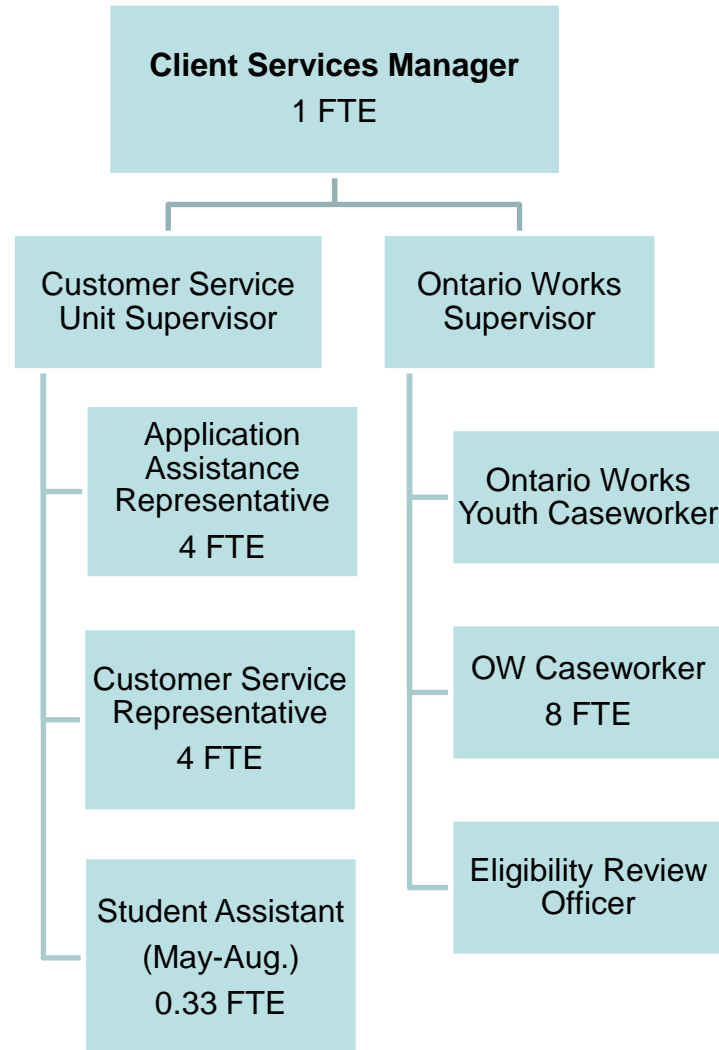 Client Services Manager
1 FTE
Customer Service
Unit Supervisor
Application
Assistance
Representative
4 FTE
Customer Service
Representative
4 FTE
Student Assistant
(May-Aug.)
0.33 FTE
Ontario Works
Supervisor
Ontario Works
Youth Caseworker
OW Caseworker
8 FTE
Eligibility Review
Officer